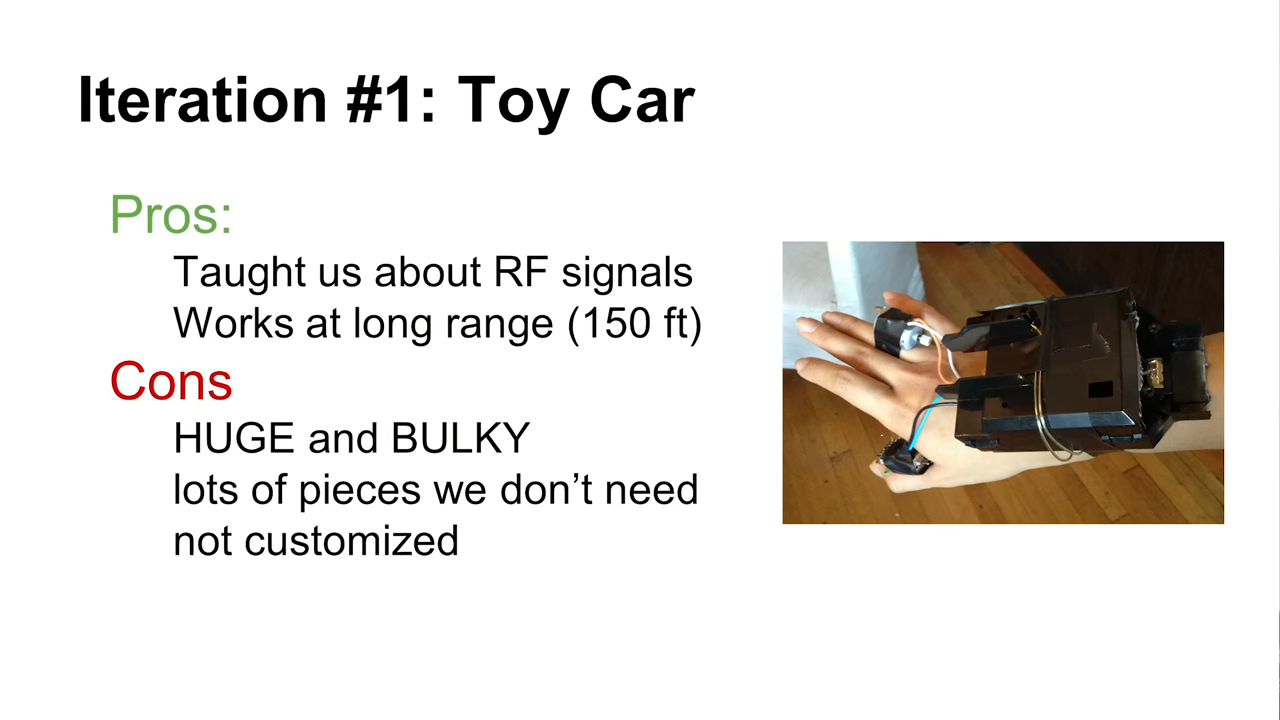 Iteration #1: Toy Car
Pros:
Taught us about RF signals
Works at long range (150 ft)
Cons
HUGE and BULKY
lots of pieces we don’t need
not customized